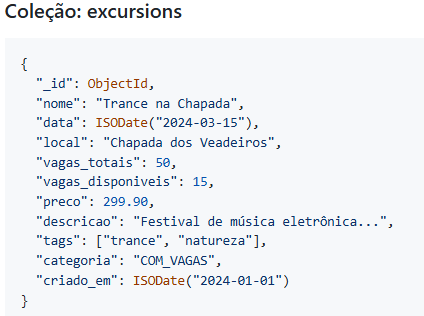 Coleção: excursions
{
"_id": ObjectId,
"nome": "Trance na Chapada",
"data": ISODate("2024-03-15"),
"local": "Chapada dos Veadeiros",
"vagas_totais": 50,
"vagas_disponiveis": 15,
"preco": 299.90,
"descricao": "Festival de música eletrônica...",
"tags": ["trance", "natureza"],
"categoria": "COM_VAGAS",
"criado_em": ISODate("2024-01-01")
}